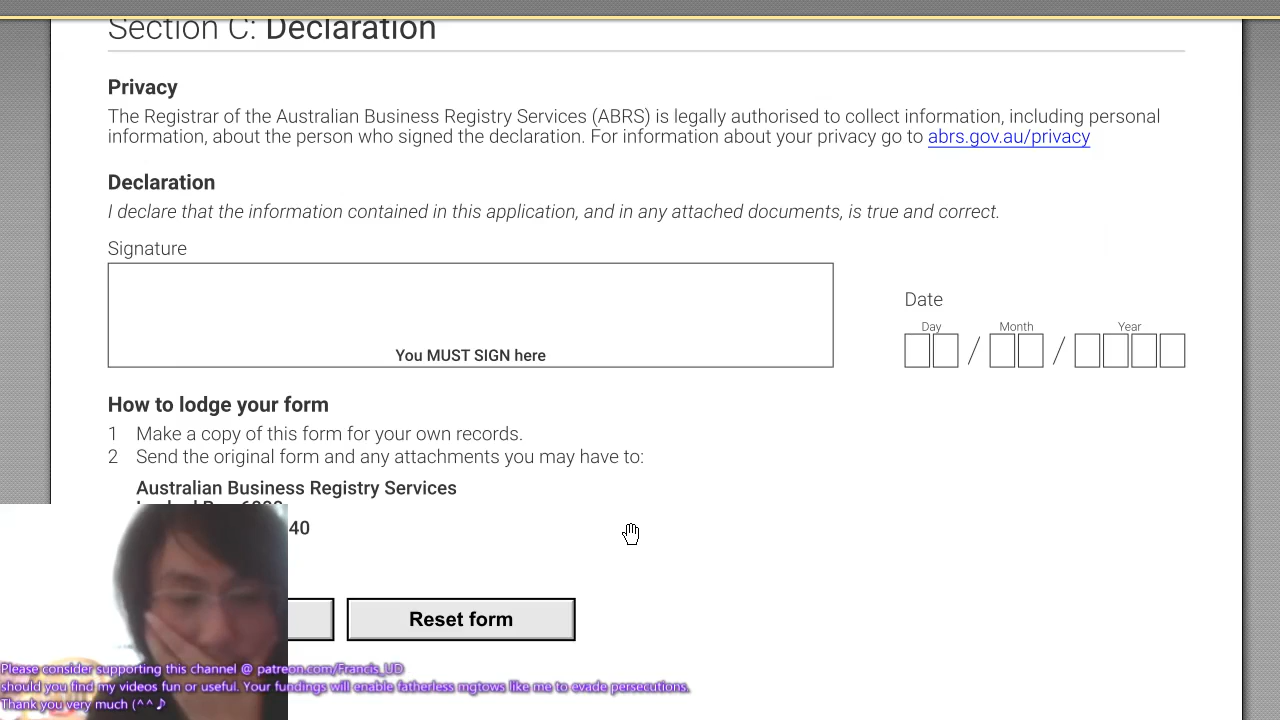 Section C: Declaration
Privacy
The Registrar of the Australian Business Registry Services (ABRS) is legally authorised to collect information, including personal
information, about the person who signed the declaration. For information about your privacy go to abrs.gov.au/privacy
Declaration
I declare that the information contained in this application, and in any attached documents, is true and correct.
Signature
You MUST SIGN here
Date
Day Month Year
/ /
How to lodge your form
1 Make a copy of this form for your own records.
2 Send the original form and any attachments you may have to:
Australian Business Registry Services
40
Reset form
Please consider supporting this channel @ patreon.com/Francis_UD
should you find my videos fun or useful. Your fundings will enable fatherless mgtows like me to evade persecutions.
Thank you very much (^^♪